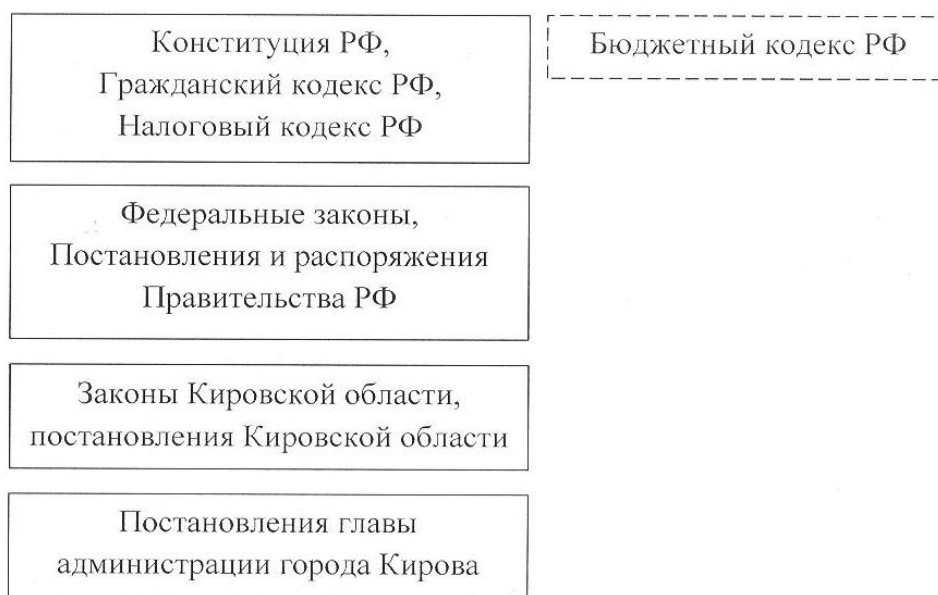 Конституция РФ,
Гражданский кодекс РФ,
Налоговый кодекс РФ
Бюджетный кодекс РФ
Федеральные законы,
Постановления и распоряжения
Правительства РФ
Законы Кировской области,
постановления Кировской области
Постановления главы
администрации города Кирова